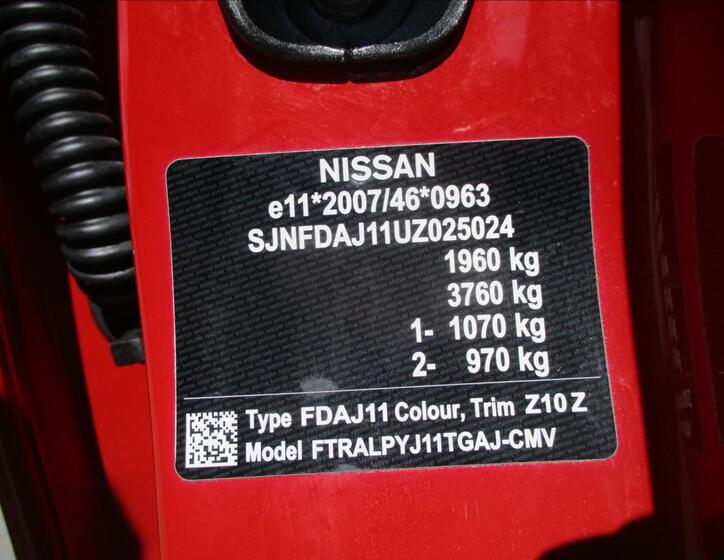 NISSAN
e11*2007/46*0963
SJNFDAJ11UZ025024
1960 kg
3760 kg
1- 1070 kg
2- 970 kg
Type FDAJ11 Colour, Trim Z10 Z
Model FTRALPYJ11TGAJ-CMV